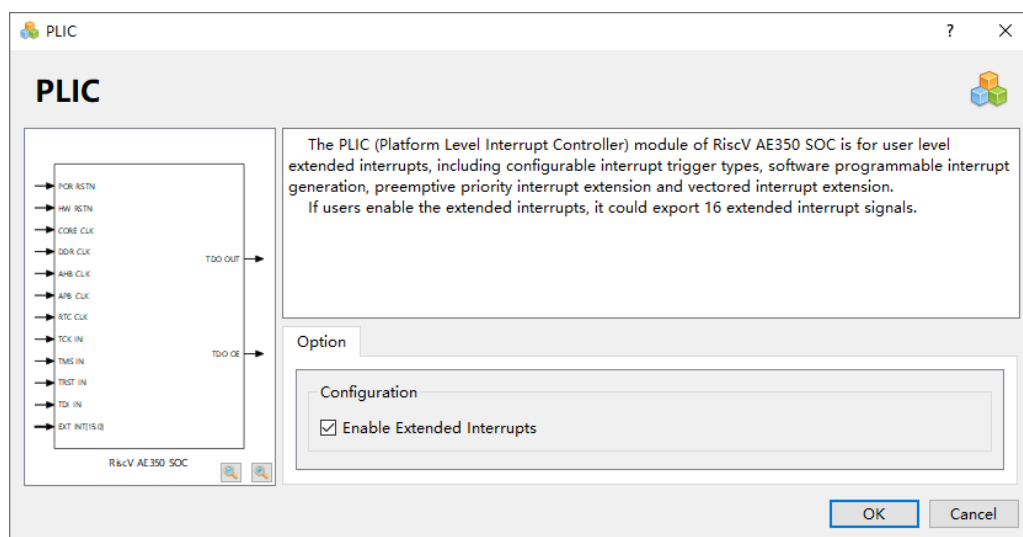 PLIC
PLIC
The PLIC (Platform Level Interrupt Controller) module of RiscV AE350 SOC is for user level
extended interrupts, including configurable interrupt trigger types, software programmable interrupt
generation, preemptive priority interrupt extension and vectored interrupt extension.
If users enable the extended interrupts, it could export 16 extended interrupt signals.
POR RSTN
HW RSTN
CORE CLK
DDR CLK
AHB CLK
APB CLK
RTC CLK
TCK IN
TMS IN
TRST IN
TDI IN
EXT INT[15:0]
TDO OUT
TDO OE
RiscV AE350 SOC
Option
Configuration
Enable Extended Interrupts
OK
Cancel